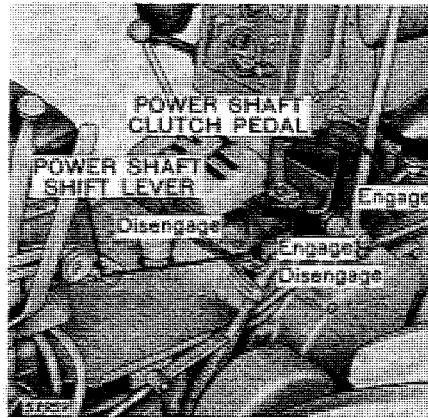 POWER SHAFT
CLUTCH PEDAL
POWER SHAFT
SHIFT LEVER
Engage
Disengage
Engage
Disengage